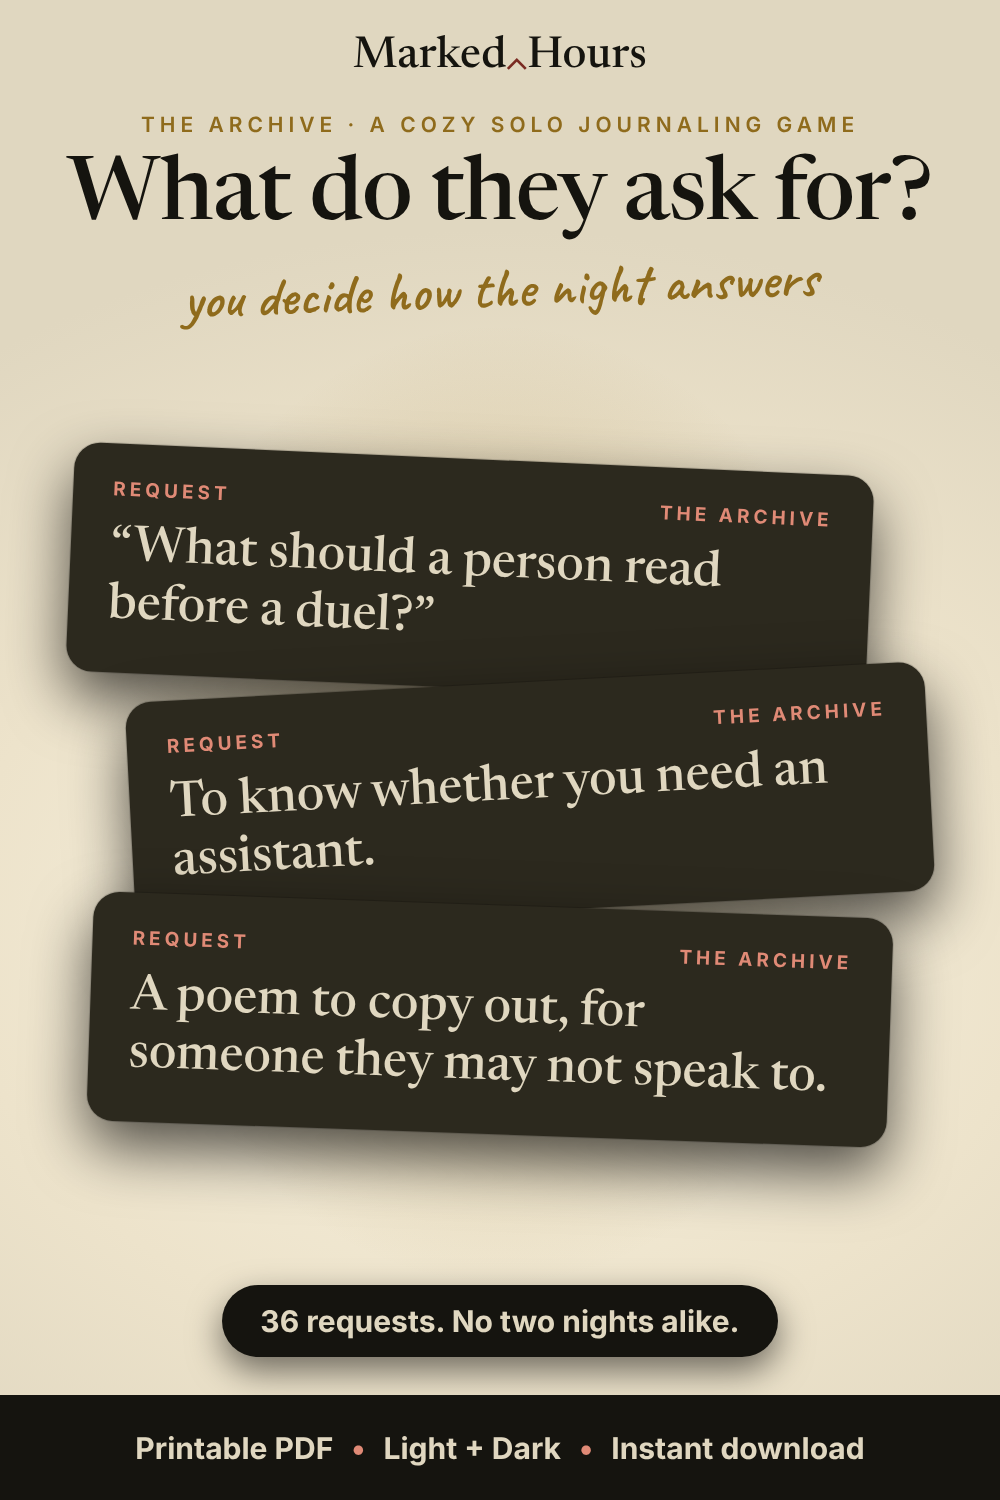 Marked‸Hours
THE ARCHIVE · A COZY SOLO JOURNALING GAME
What do they ask for?
you decide how the night answers
REQUEST
THE ARCHIVE
“What should a person read
before a duel?”
REQUEST
THE ARCHIVE
To know whether you need an
assistant.
REQUEST
THE ARCHIVE
A poem to copy out, for
someone they may not speak to.
36 requests. No two nights alike.
Printable PDF • Light + Dark • Instant download